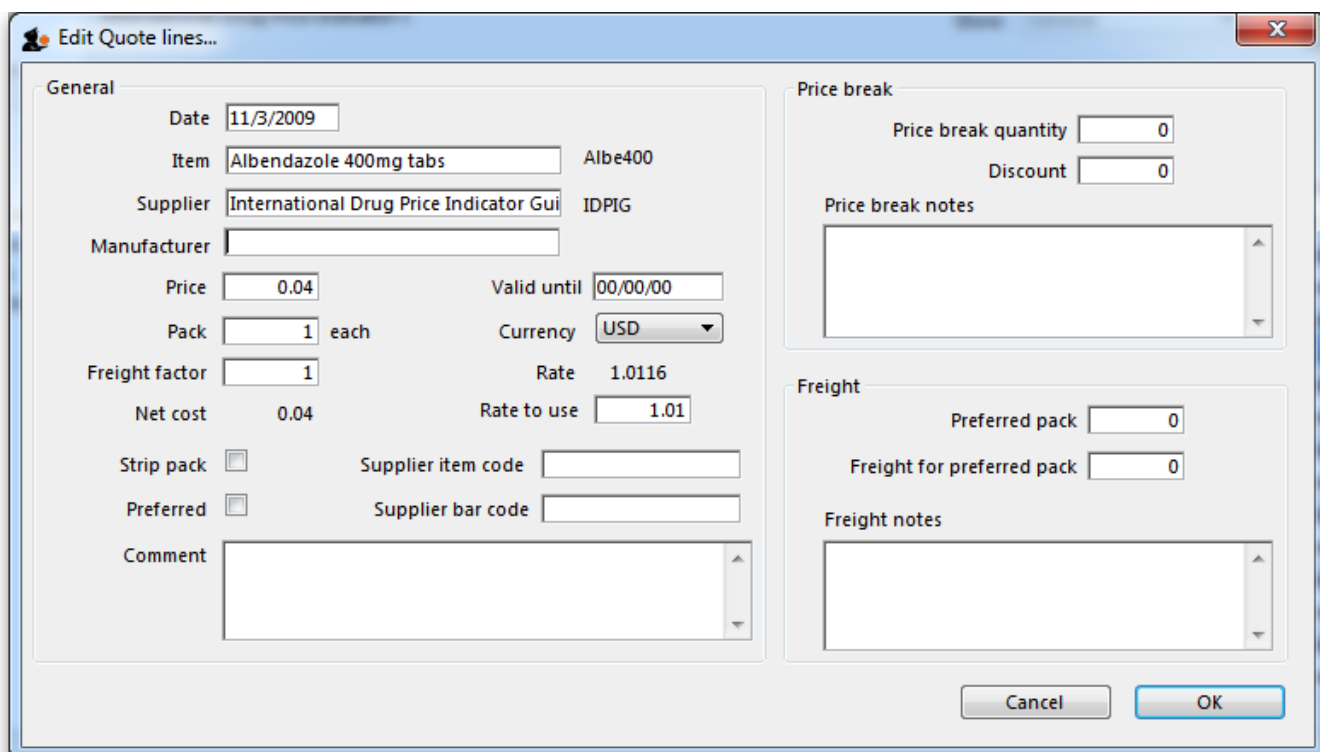 Edit Quote lines...
General
Date 11/3/2009
Item Albendazole 400mg tabs Albe400
Supplier International Drug Price Indicator Gui IDPIG
Manufacturer
Price 0.04 Valid until 00/00/00
Pack 1 each Currency USD
Freight factor 1 Rate 1.0116
Net cost 0.04 Rate to use 1.01
Strip pack Supplier item code
Preferred Supplier bar code
Comment
Price break
Price break quantity 0
Discount 0
Price break notes
Freight
Preferred pack 0
Freight for preferred pack 0
Freight notes
Cancel OK